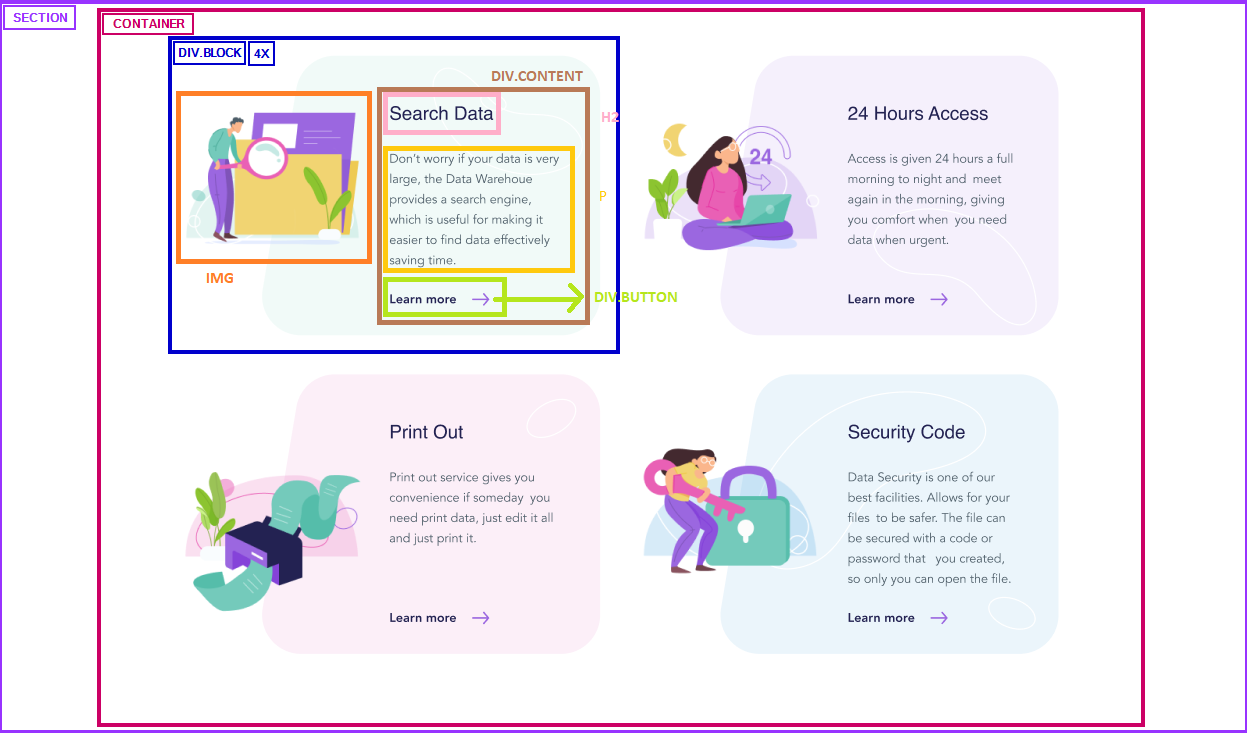 SECTION
CONTAINER
DIV.BLOCK 4X
DIV.CONTENT
Search Data
H2
Don't worry if your data is very
large, the Data Warehoue
provides a search engine,
which is useful for making it
easier to find data effectively
saving time.
P
IMG
Learn more
DIV.BUTTON
24 Hours Access
24
Access is given 24 hours a full
morning to night and meet
again in the morning, giving
you comfort when you need
data when urgent.
Learn more
Print Out
Print out service gives you
convenience if someday you
need print data, just edit it all
and just print it.
Learn more
Security Code
Data Security is one of our
best facilities. Allows for your
files to be safer. The file can
be secured with a code or
password that you created,
so only you can open the file.
Learn more